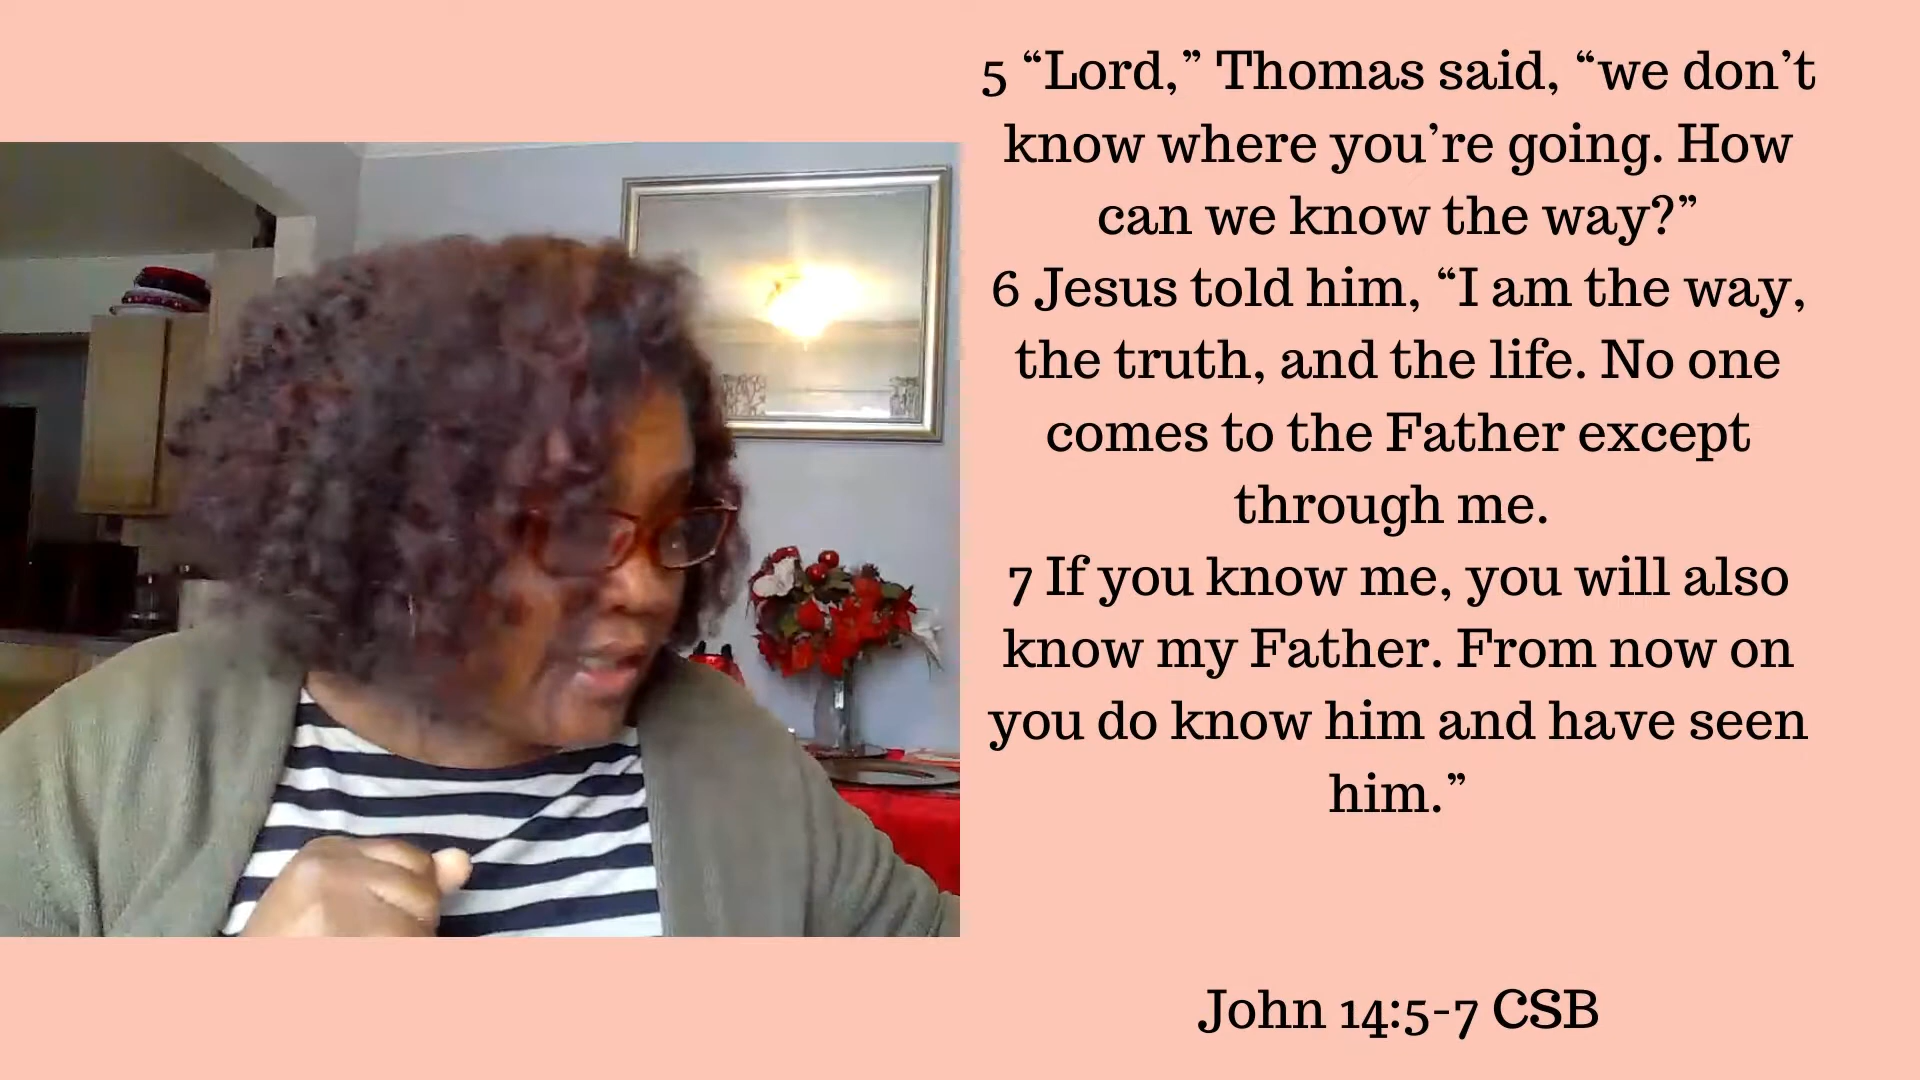 5 “Lord,” Thomas said, “we don’t
know where you’re going. How
can we know the way?”
6 Jesus told him, “I am the way,
the truth, and the life. No one
comes to the Father except
through me.
7 If you know me, you will also
know my Father. From now on
you do know him and have seen
him.”
John 14:5-7 CSB